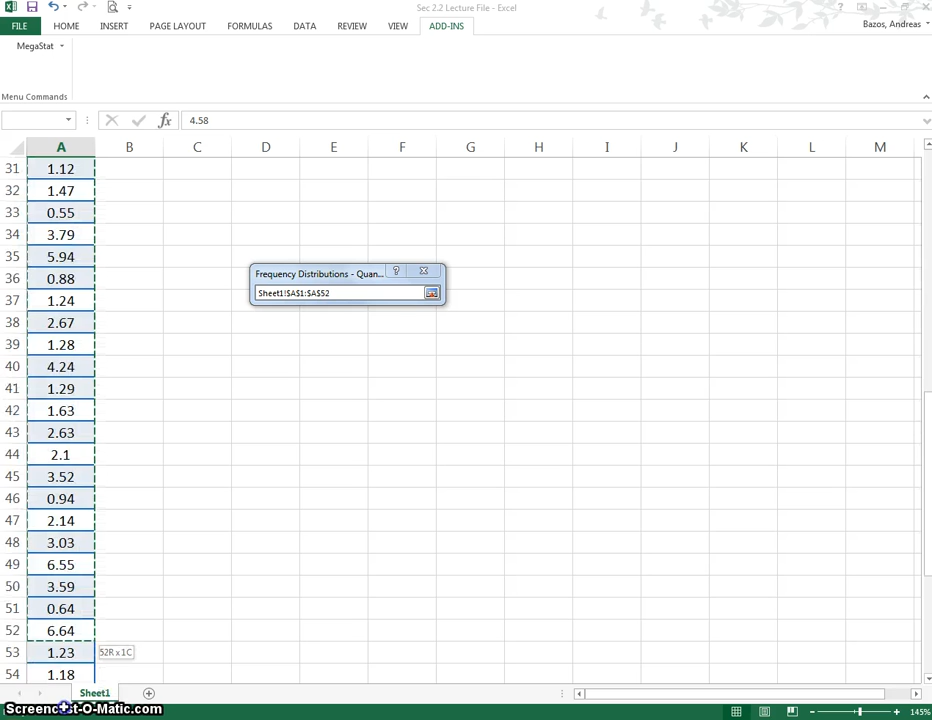 Sec 2.2 Lecture File - Excel
FILE HOME INSERT PAGE LAYOUT FORMULAS DATA REVIEW VIEW ADD-INS Bazos, Andreas
MegaStat
Menu Commands
fx 4.58
A B C D E F G H I J K L M
31 1.12
32 1.47
33 0.55
34 3.79
35 5.94
36 0.88
Frequency Distributions - Quan... ?
37 1.24
Sheet1!$A$1:$A$52
38 2.67
39 1.28
40 4.24
41 1.29
42 1.63
43 2.63
44 2.1
45 3.52
46 0.94
47 2.14
48 3.03
49 6.55
50 3.59
51 0.64
52 6.64
53 1.23 52R x 1C
54 1.18
Sheet1
Screencast-O-Matic.com 145%